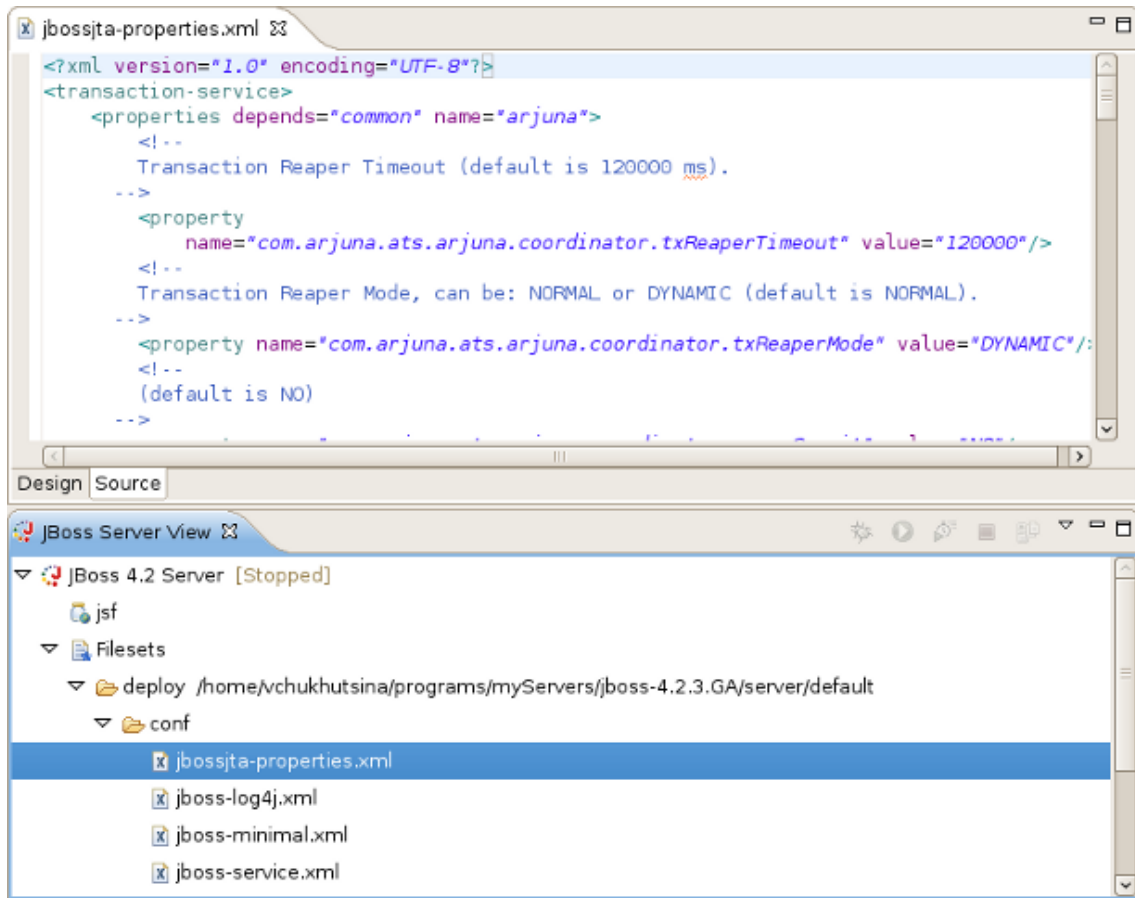 jbossjta-properties.xml
<?xml version="1.0" encoding="UTF-8"?>
<transaction-service>
<properties depends="common" name="arjuna">
<!--
Transaction Reaper Timeout (default is 120000 ms).
-->
<property
name="com.arjuna.ats.arjuna.coordinator.txReaperTimeout" value="120000"/>
<!--
Transaction Reaper Mode, can be: NORMAL or DYNAMIC (default is NORMAL).
-->
<property name="com.arjuna.ats.arjuna.coordinator.txReaperMode" value="DYNAMIC"/>
<!--
(default is NO)
-->
Design Source
JBoss Server View
JBoss 4.2 Server [Stopped]
jsf
Filesets
deploy /home/vchukhutsina/programs/myServers/jboss-4.2.3.GA/server/default
conf
jbossjta-properties.xml
jboss-log4j.xml
jboss-minimal.xml
jboss-service.xml